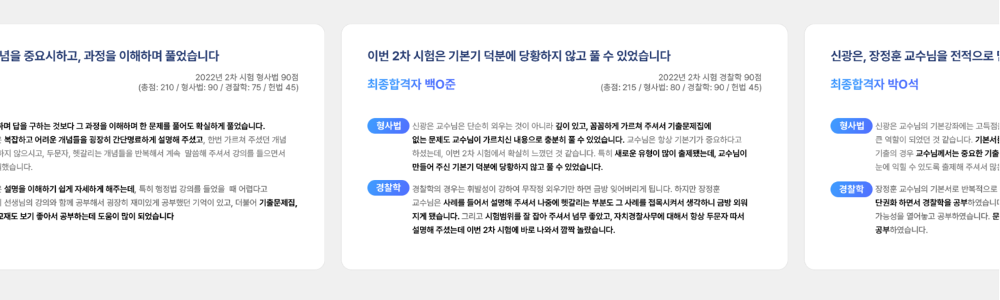 념을 중요시하고, 과정을 이해하며 풀었습니다
2022년 2차 시험 형사법 90점
(총점: 210 / 형사법: 90 / 경찰학: 75 / 헌법 45)
하며 답을 구하는 것보다 그 과정을 이해하며 한 문제를 풀어도 확실하게 풀었습니다.
복잡하고 어려운 개념들을 굉장히 간단명료하게 설명해 주셨고, 한번 가르쳐 주셨던 개념
하지 않으시고, 두문자, 헷갈리는 개념들을 반복해서 계속 말씀해 주셔서 강의를 들으면서
했습니다.
설명을 이해하기 쉽게 자세하게 해주는데, 특히 행정법 강의를 들었을 때 어렵다고
선생님의 강의와 함께 공부해서 굉장히 재미있게 공부했던 기억이 있고, 더불어 기출문제집,
교재도 보기 좋아서 공부하는데 도움이 많이 되었습니다
이번 2차 시험은 기본기 덕분에 당황하지 않고 풀 수 있었습니다
최종합격자 백O준
2022년 2차 시험 경찰학 90점
(총점: 215 / 형사법: 80 / 경찰학: 90 / 헌법 45)
형사법 신광은 교수님은 단순히 외우는 것이 아니라 깊이 있고, 꼼꼼하게 가르쳐 주셔서 기출문제집에
없는 문제도 교수님이 가르치신 내용으로 충분히 풀 수 있었습니다. 교수님은 항상 기본기가 중요하다고
하셨는데, 이번 2차 시험에서 확실히 느꼈던 것 같습니다. 특히 새로운 유형이 많이 출제됐는데, 교수님이
만들어 주신 기본기 덕분에 당황하지 않고 풀 수 있었습니다.
경찰학 경찰학의 경우는 휘발성이 강하여 무작정 외우기만 하면 금방 잊어버리게 됩니다. 하지만 장정훈
교수님은 사례를 들어서 설명해 주셔서 나중에 헷갈리는 부분도 그 사례를 접목시켜서 생각하니 금방 외워
지게 됐습니다. 그리고 시험범위를 잘 잡아 주셔서 넘무 좋았고, 자치경찰사무에 대해서 항상 두문자 따서
설명해 주셨는데 이번 2차 시험에 바로 나와서 깜짝 놀랐습니다.
신광은, 장정훈 교수님을 전적으로
최종합격자 박O석
형사법 신광은 교수님의 기본강좌에는 고득점
큰 역할이 되었던 것 같습니다. 기본서
기출의 경우 교수님께서는 중요한 기출
눈에 익힐 수 있도록 출제해 주셔서 많
경찰학 장정훈 교수님의 기본서로 반복적으로
단권화 하면서 경찰학을 공부하였습니다
가능성을 열어놓고 공부하였습니다. 문
공부하였습니다.